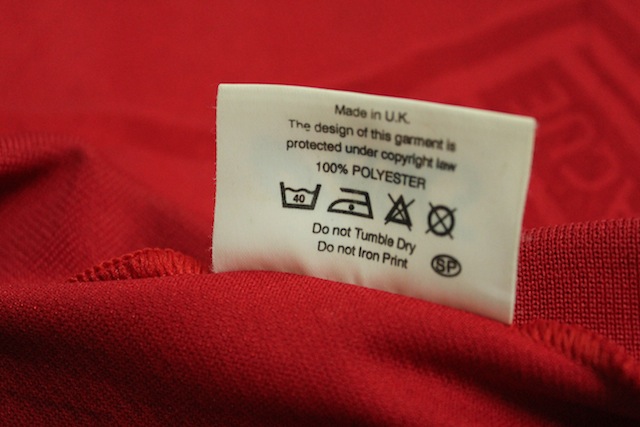 Made in U.K.
The design of this garment is
protected under copyright law
100% POLYESTER
40
Do not Tumble Dry
Do not Iron Print
SP